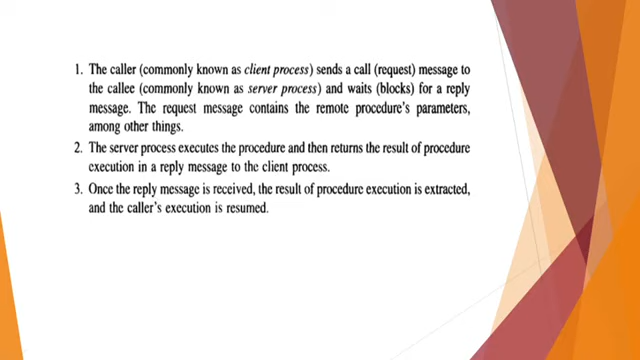 1. The caller (commonly known as client process) sends a call (request) message to
the callee (commonly known as server process) and waits (blocks) for a reply
message. The request message contains the remote procedure's parameters,
among other things.
2. The server process executes the procedure and then returns the result of procedure
execution in a reply message to the client process.
3. Once the reply message is received, the result of procedure execution is extracted,
and the caller's execution is resumed.